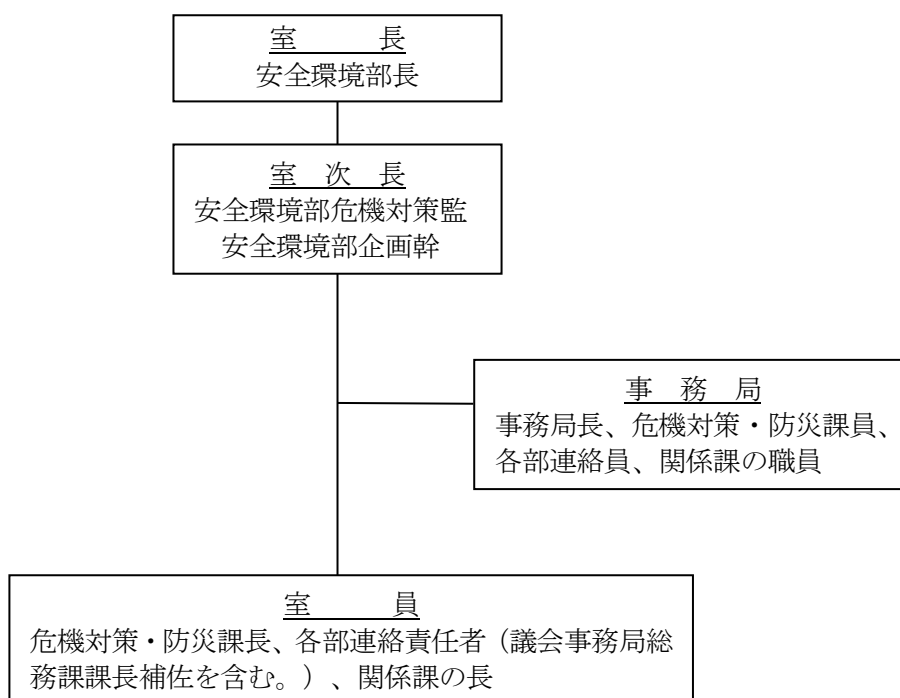 室　　　長
安全環境部長
室　次　長
安全環境部危機対策監
安全環境部企画幹
事　務　局
事務局長、危機対策・防災課員、
各部連絡員、関係課の職員
室　　　員
危機対策・防災課長、各部連絡責任者（議会事務局総
務課課長補佐を含む。）、関係課の長